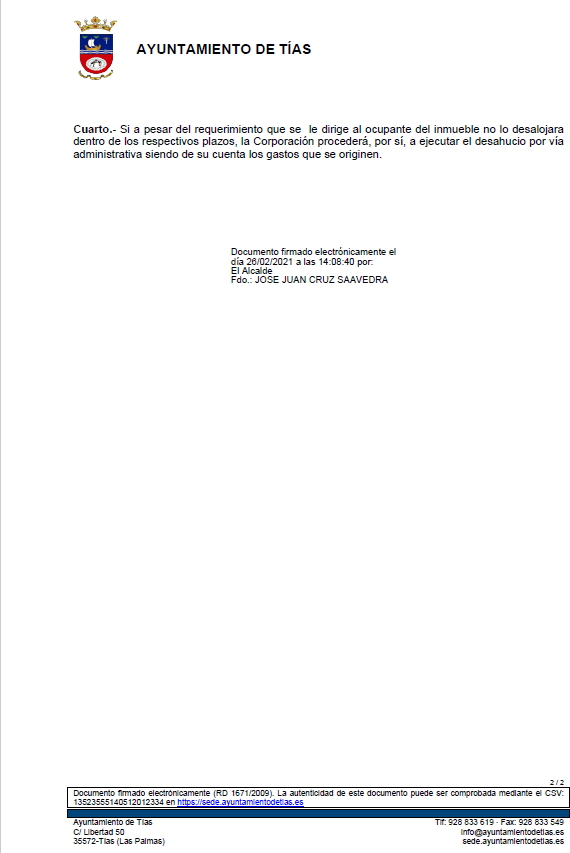 AYUNTAMIENTO DE TÍAS
Cuarto.- Si a pesar del requerimiento que se le dirige al ocupante del inmueble no lo desalojara
dentro de los respectivos plazos, la Corporación procederá, por sí, a ejecutar el desahucio por vía
administrativa siendo de su cuenta los gastos que se originen.
Documento firmado electrónicamente el
día 26/02/2021 a las 14:08:40 por:
El Alcalde
Fdo.: JOSE JUAN CRUZ SAAVEDRA
2 / 2
Documento firmado electrónicamente (RD 1671/2009). La autenticidad de este documento puede ser comprobada mediante el CSV:
13523555140512012334 en https://sede.ayuntamientodetias.es
Ayuntamiento de Tías
Tlf: 928 833 619 - Fax: 928 833 549
C/ Libertad 50
info@ayuntamientodetias.es
35572-Tías (Las Palmas)
sede.ayuntamientodetias.es